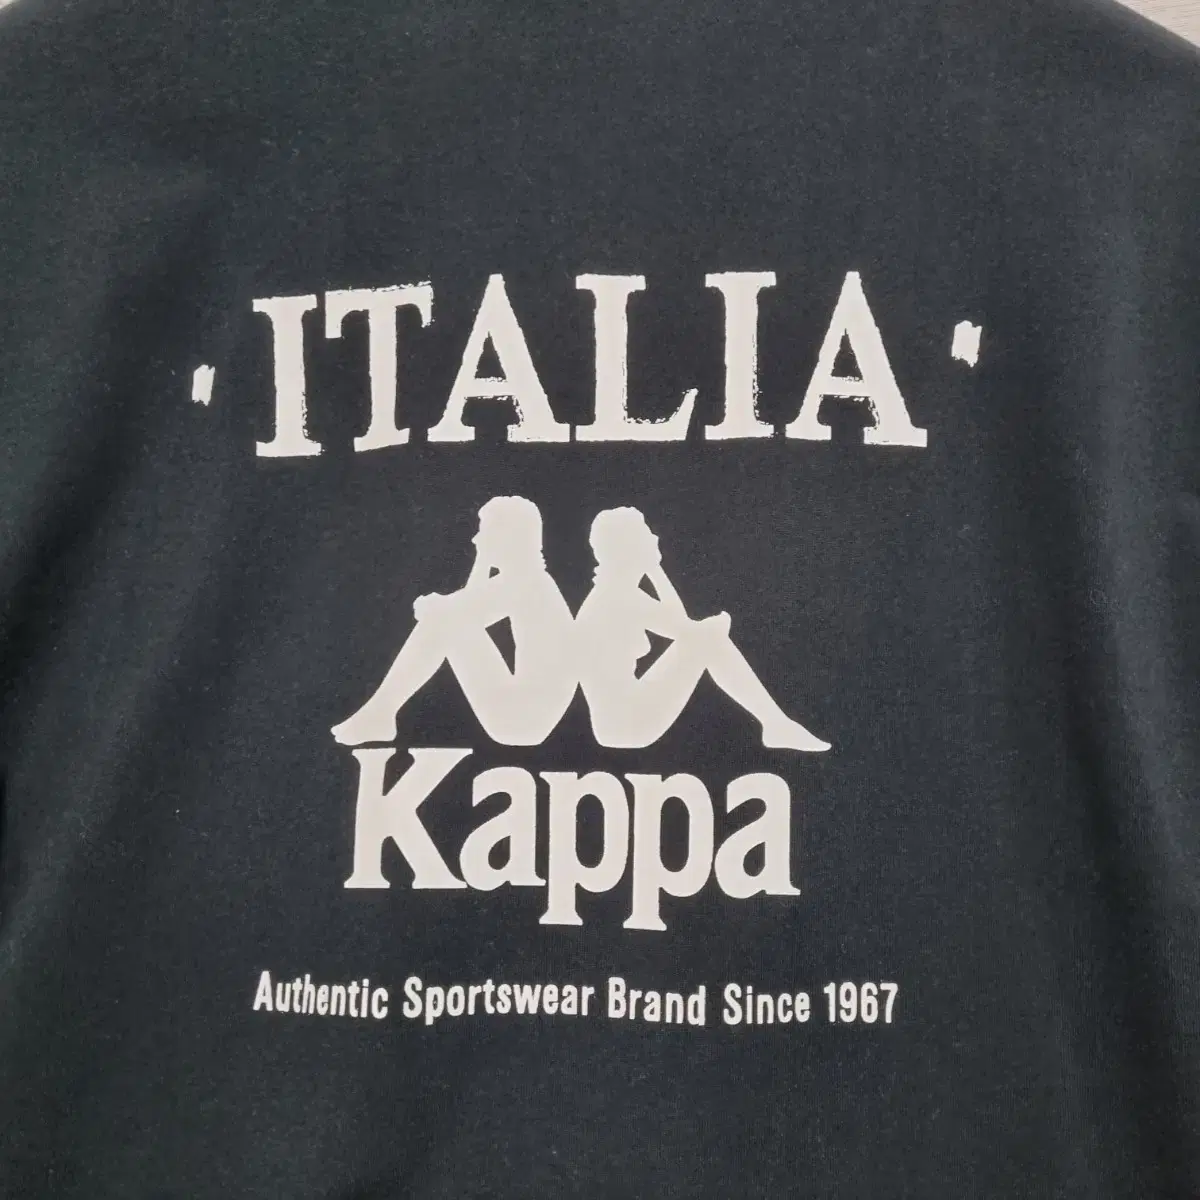 "ITALIA"
Kappa
Authentic Sportswear Brand Since 1967